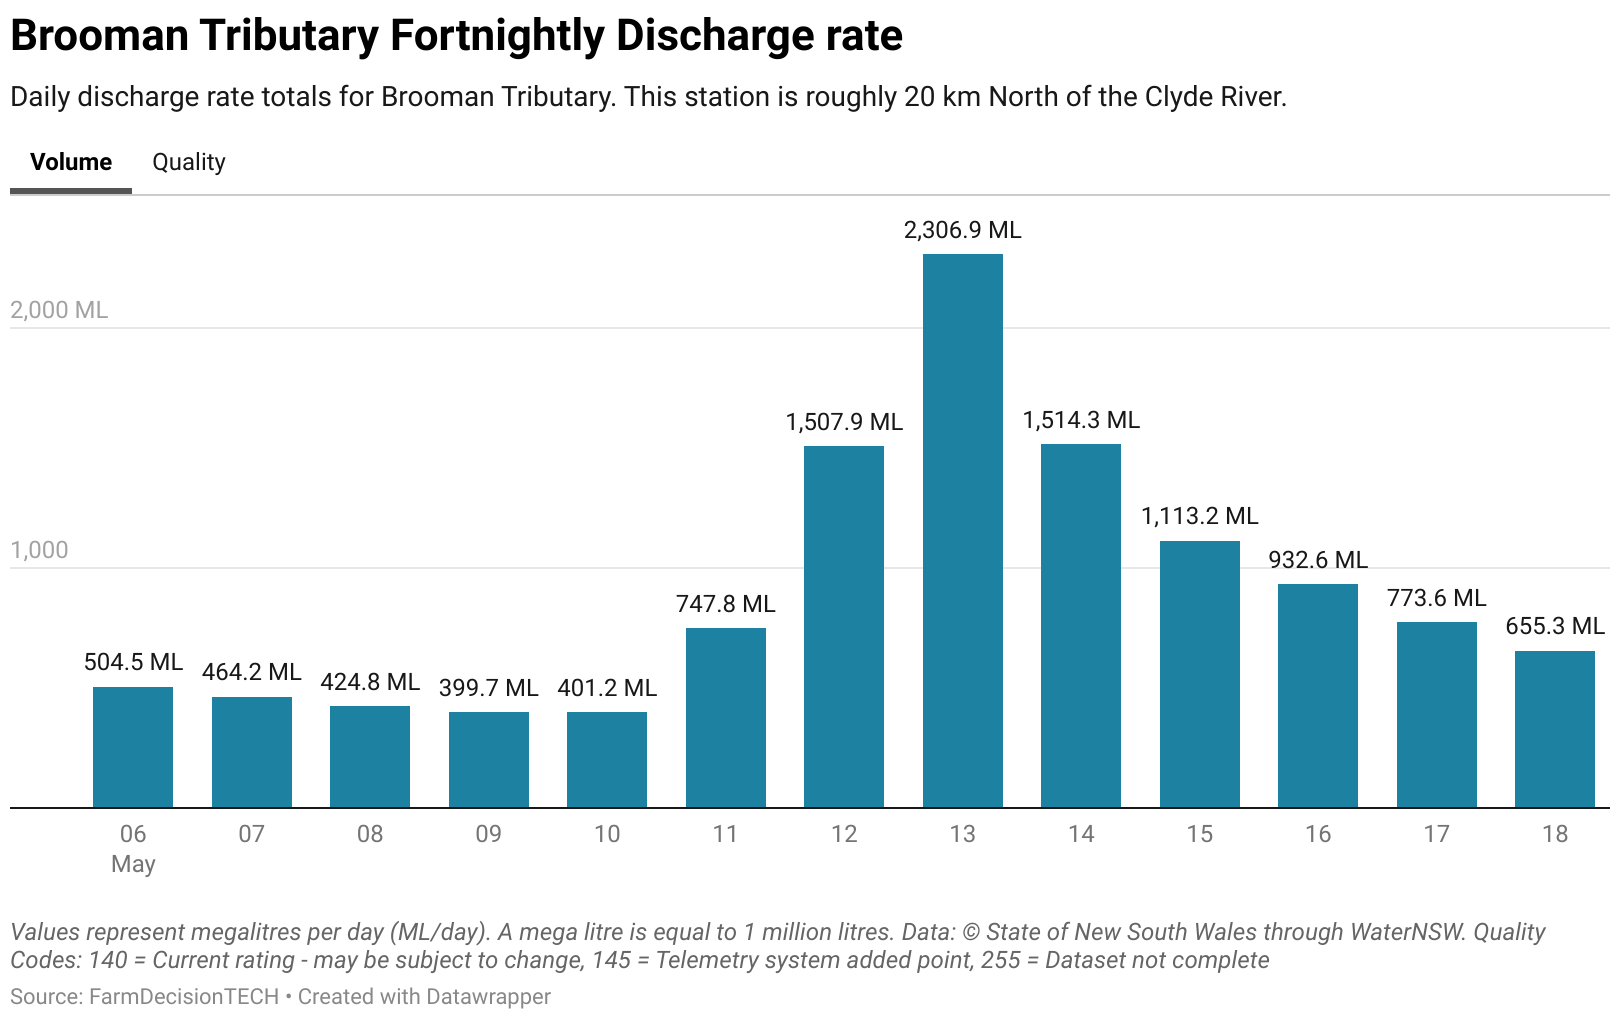 Brooman Tributary Fortnightly Discharge rate
Daily discharge rate totals for Brooman Tributary. This station is roughly 20 km North of the Clyde River.
Volume Quality
2,306.9 ML
2,000 ML
1,507.9 ML 1,514.3 ML
1,113.2 ML
1,000
932.6 ML
747.8 ML
773.6 ML
655.3 ML
504.5 ML 464.2 ML 424.8 ML 399.7 ML 401.2 ML
06 07 08 09 10 11 12 13 14 15 16 17 18
May
Values represent megalitres per day (ML/day). A mega litre is equal to 1 million litres. Data: © State of New South Wales through WaterNSW. Quality
Codes: 140 = Current rating - may be subject to change, 145 = Telemetry system added point, 255 = Dataset not complete
Source: FarmDecisionTECH • Created with Datawrapper